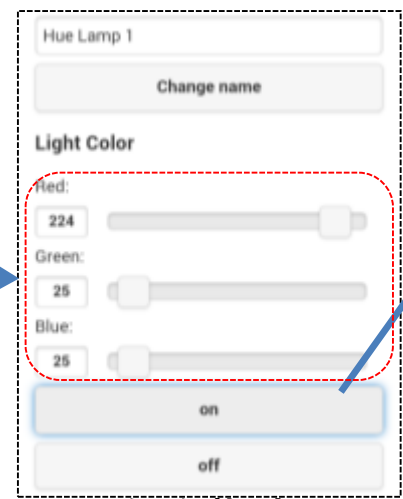 Hue Lamp 1
Change name
Light Color
Red:
224
Green:
25
Blue:
25
on
off